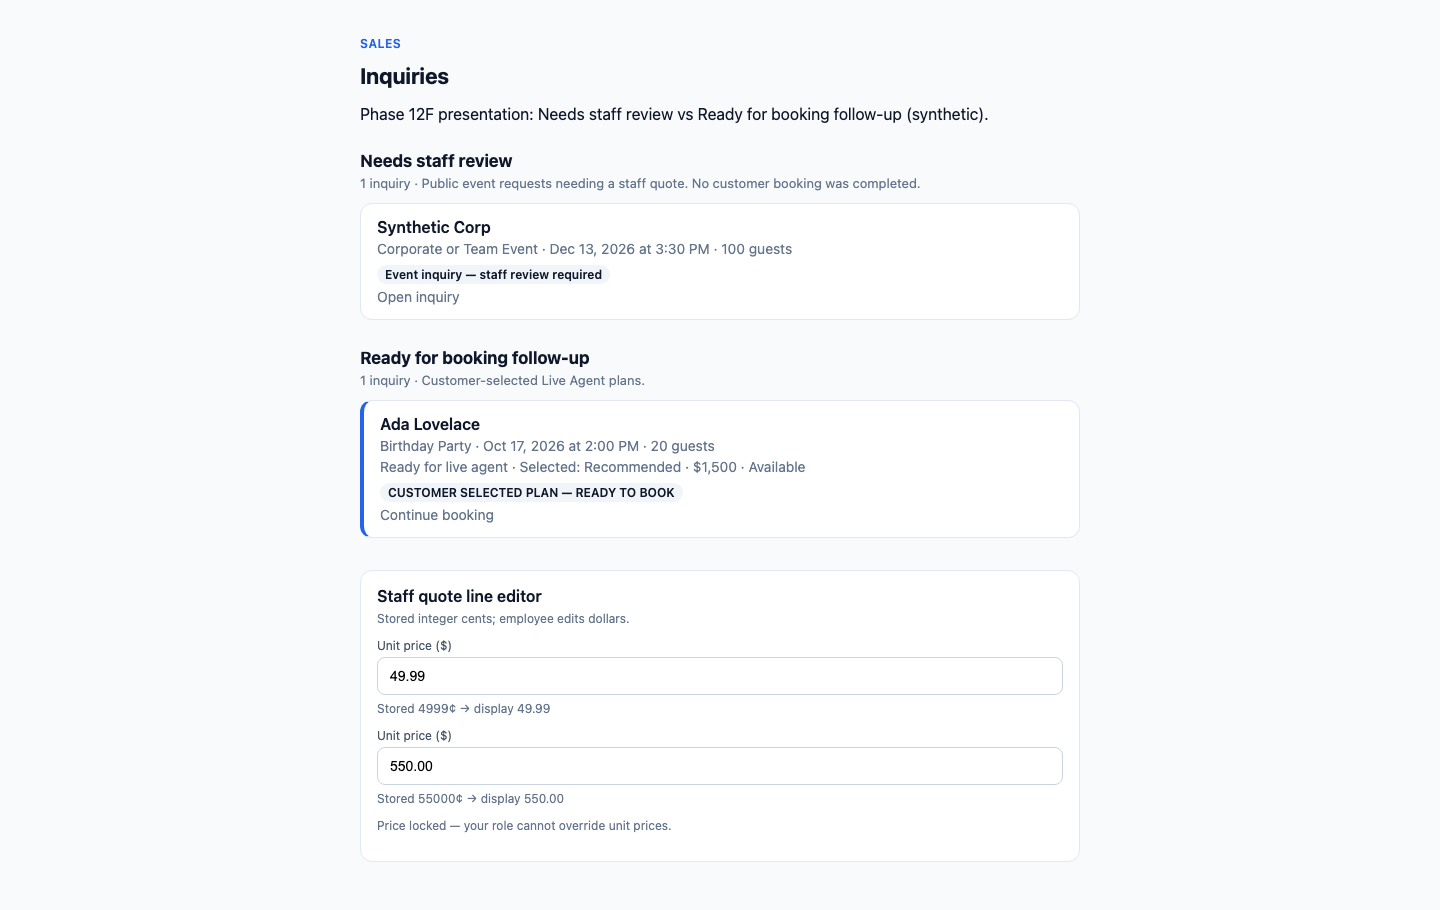 SALES
Inquiries
Phase 12F presentation: Needs staff review vs Ready for booking follow-up (synthetic).
Needs staff review
1 inquiry · Public event requests needing a staff quote. No customer booking was completed.
Synthetic Corp
Corporate or Team Event · Dec 13, 2026 at 3:30 PM · 100 guests
Event inquiry — staff review required
Open inquiry
Ready for booking follow-up
1 inquiry · Customer-selected Live Agent plans.
Ada Lovelace
Birthday Party · Oct 17, 2026 at 2:00 PM · 20 guests
Ready for live agent · Selected: Recommended · $1,500 · Available
CUSTOMER SELECTED PLAN — READY TO BOOK
Continue booking
Staff quote line editor
Stored integer cents; employee edits dollars.
Unit price ($)
49.99
Stored 4999¢ → display 49.99
Unit price ($)
550.00
Stored 55000¢ → display 550.00
Price locked — your role cannot override unit prices.